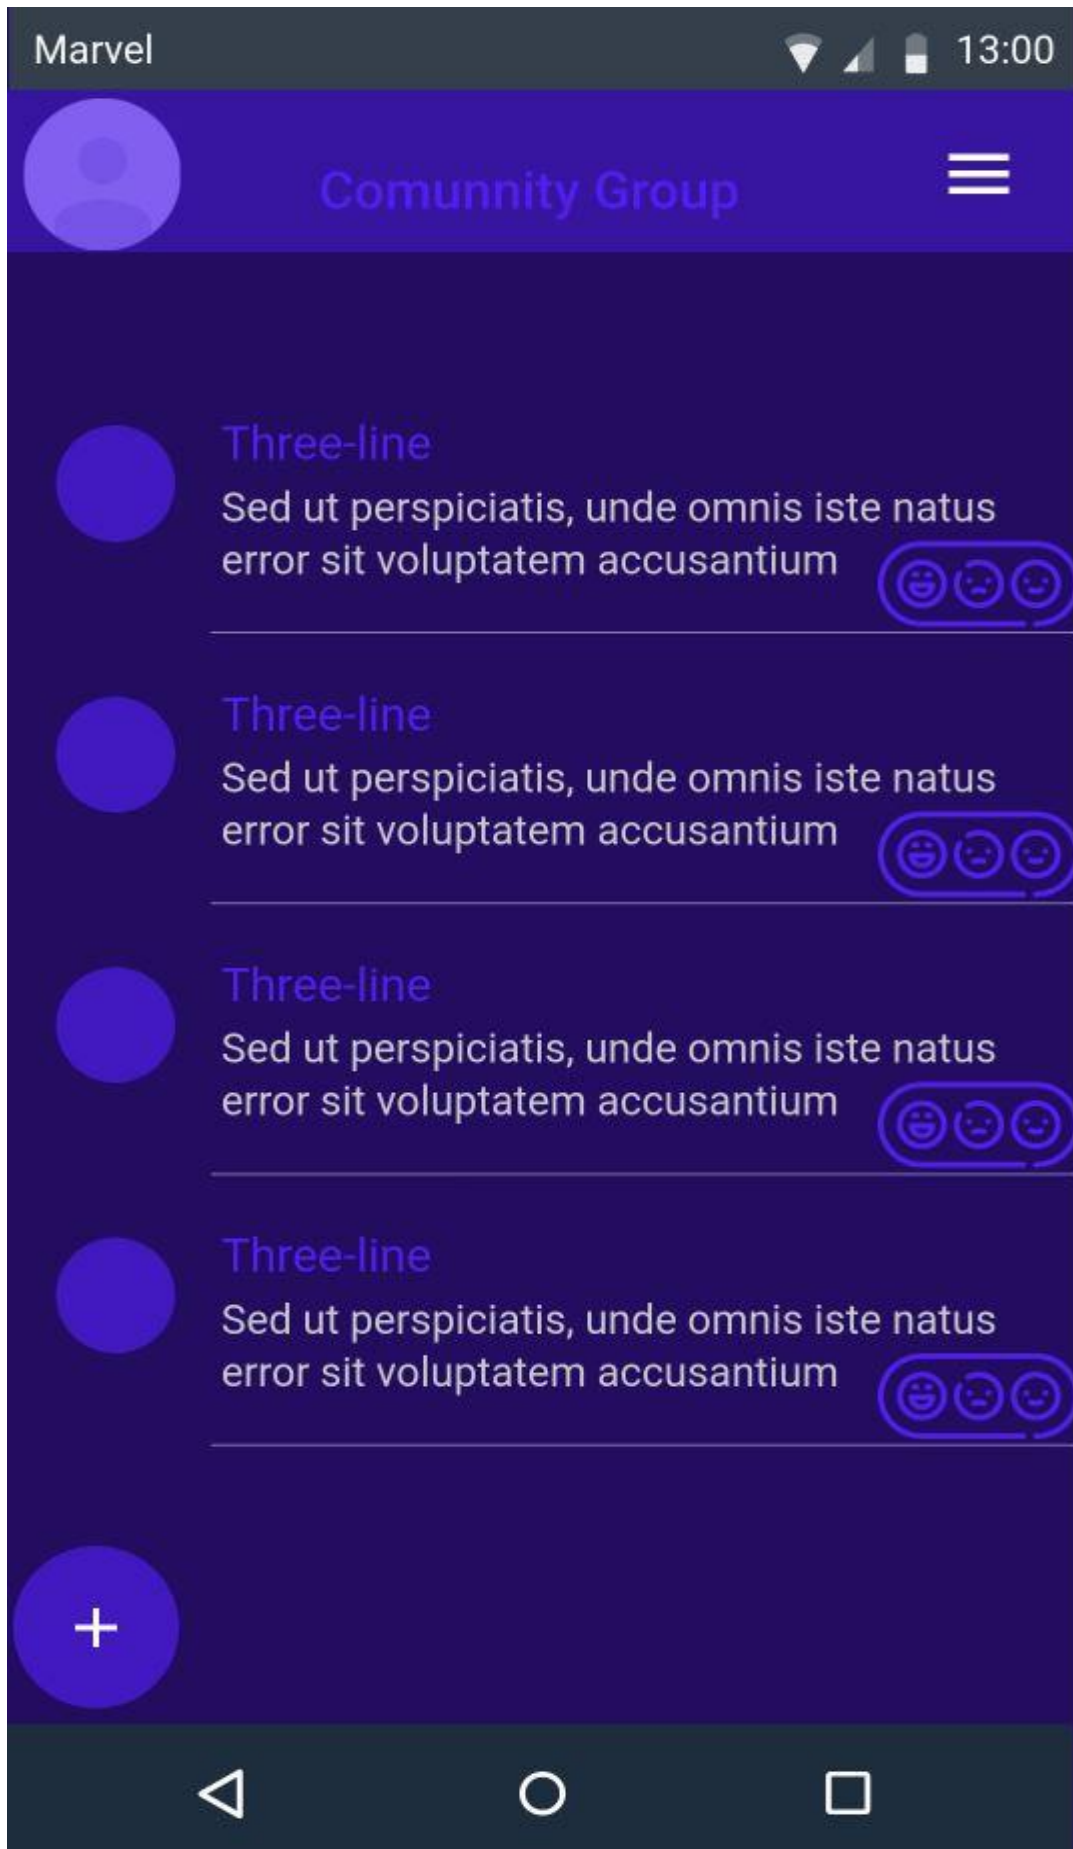 Marvel
13:00
Comunnity Group
Three-line
Sed ut perspiciatis, unde omnis iste natus
error sit voluptatem accusantium
Three-line
Sed ut perspiciatis, unde omnis iste natus
error sit voluptatem accusantium
Three-line
Sed ut perspiciatis, unde omnis iste natus
error sit voluptatem accusantium
Three-line
Sed ut perspiciatis, unde omnis iste natus
error sit voluptatem accusantium